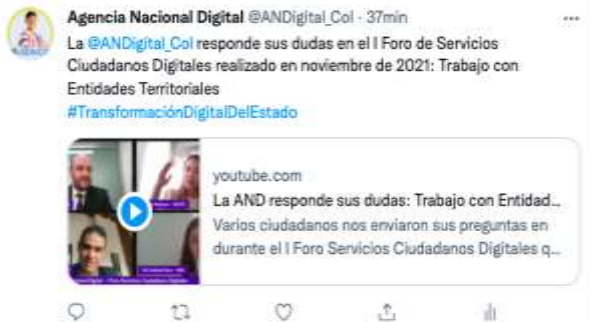 Agencia Nacional Digital @ANDigital_Col · 37min
La @ANDigital_Col responde sus dudas en el I Foro de Servicios
Ciudadanos Digitales realizado en noviembre de 2021: Trabajo con
Entidades Territoriales
#TransformaciónDigitalDelEstado
youtube.com
La AND responde sus dudas: Trabajo con Entidad...
Varios ciudadanos nos enviaron sus preguntas en
durante el I Foro Servicios Ciudadanos Digitales q...